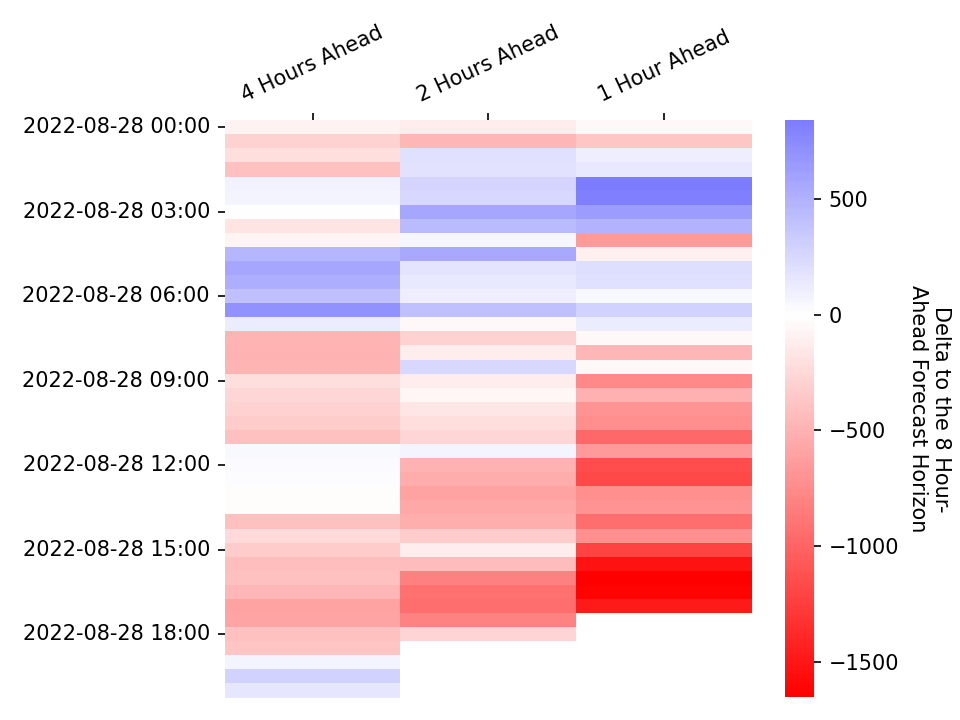 4 Hours Ahead
2 Hours Ahead
1 Hour Ahead
2022-08-28 00:00
2022-08-28 03:00
2022-08-28 06:00
2022-08-28 09:00
2022-08-28 12:00
2022-08-28 15:00
2022-08-28 18:00
500
0
−500
−1000
−1500
Delta to the 8 Hour-
Ahead Forecast Horizon